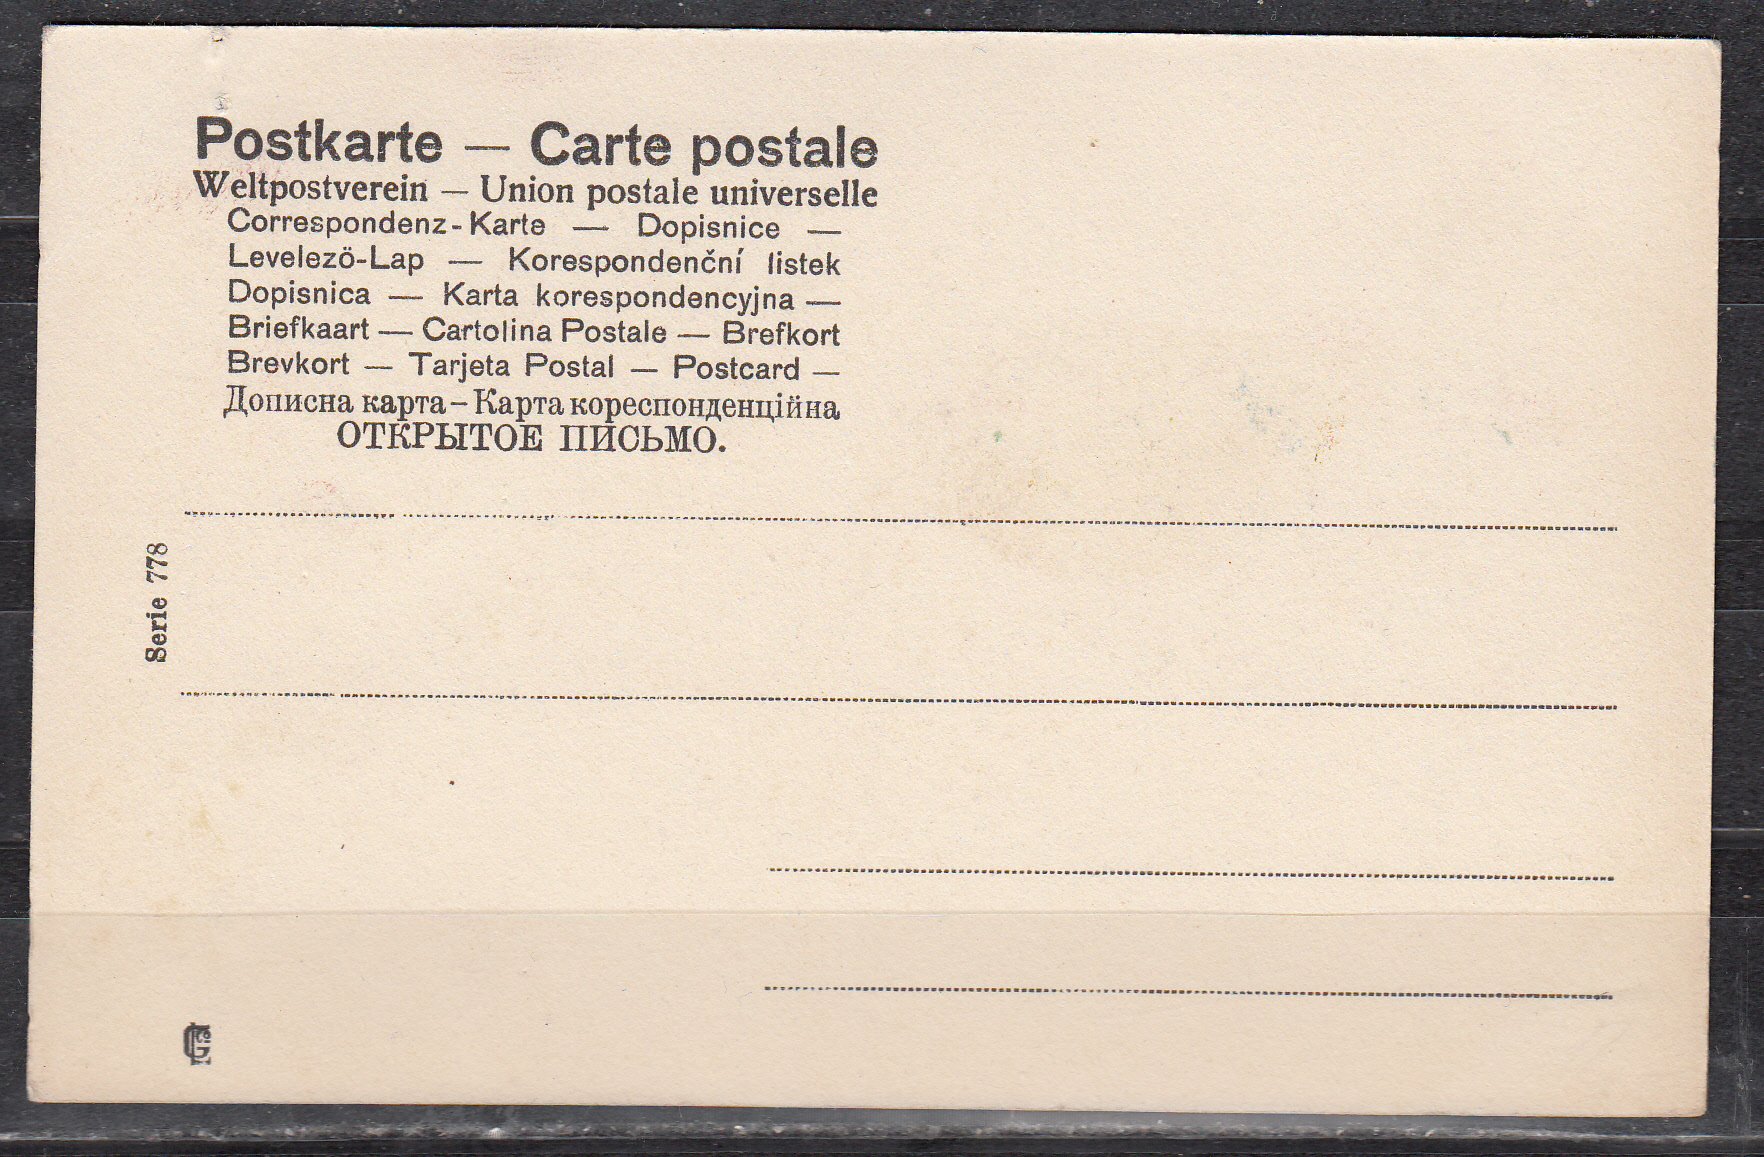 Postkarte — Carte postale
Weltpostverein — Union postale universelle
Correspondenz-Karte — Dopisnice —
Levelezö-Lap — Korespondenční listek
Dopisnica — Karta korespondencyjna —
Briefkaart — Cartolina Postale — Brefkort
Brevkort — Tarjeta Postal — Postcard —
Дописна карта – Карта кореспонденційна
ОТКРЫТОЕ ПИСЬМО.
Serie 778